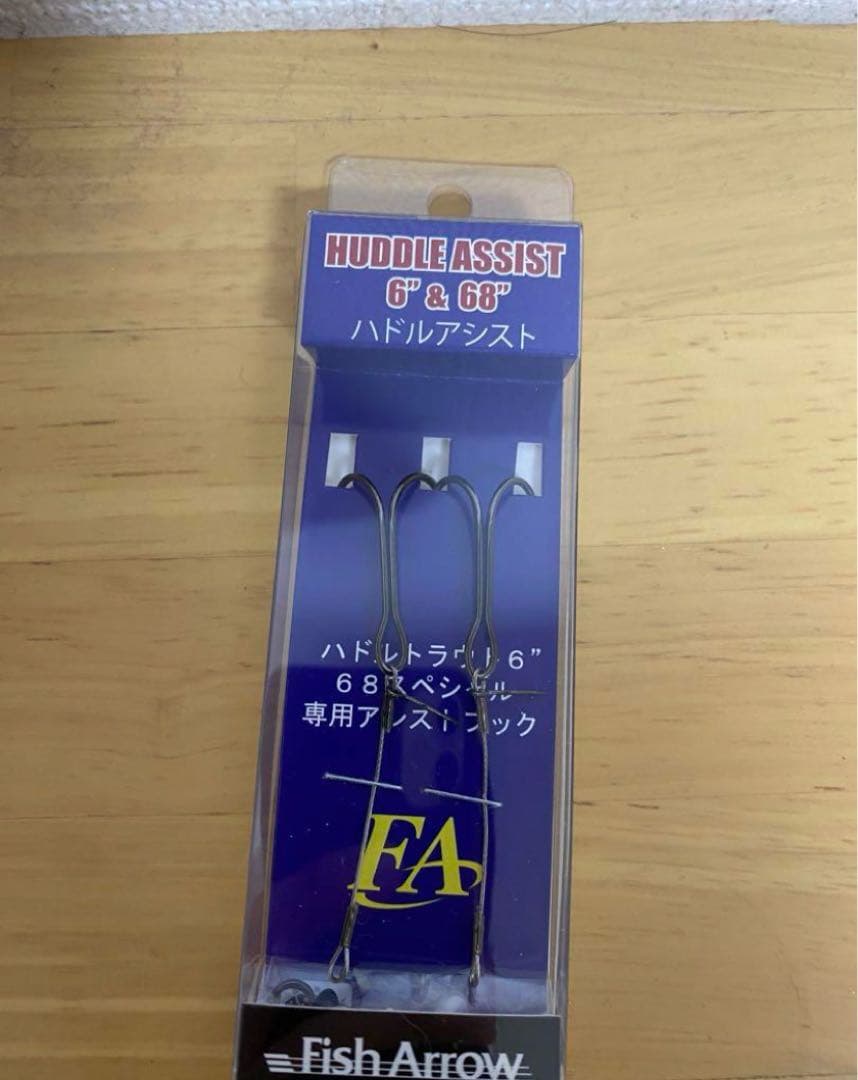 HUDDLE ASSIST
6” & 68”
ハドルアシスト
ハドルトラウト6”
68スペシャル
専用アシストフック
FA
Fish Arrow